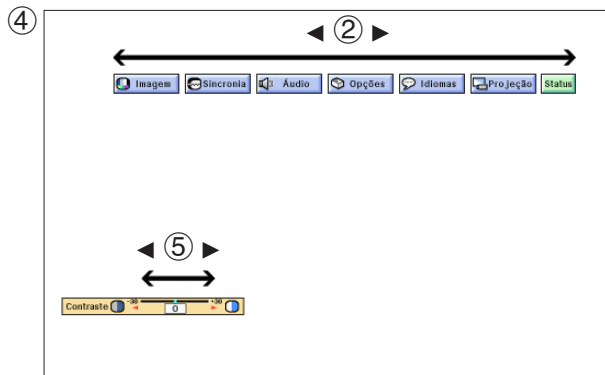 ④
◄ ② ►
Imagem Sincronia Áudio Opções Idiomas Projeção Status
◄ ⑤ ►
Contraste -30 0 +30